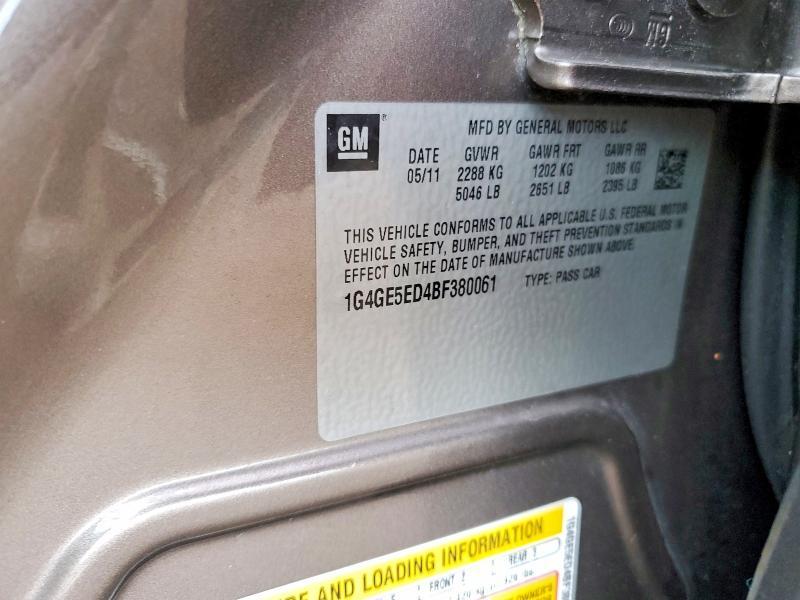 GM
MFD BY GENERAL MOTORS LLC
DATE GVWR GAWR FRT GAWR RR
05/11 2288 KG 1202 KG 1086 KG
5046 LB 2651 LB 2395 LB
THIS VEHICLE CONFORMS TO ALL APPLICABLE U.S. FEDERAL MOTOR
VEHICLE SAFETY, BUMPER, AND THEFT PREVENTION STANDARDS IN
EFFECT ON THE DATE OF MANUFACTURE SHOWN ABOVE.
1G4GE5ED4BF380061 TYPE: PASS CAR
AND LOADING INFORMATION
FRONT 2 REAR 3